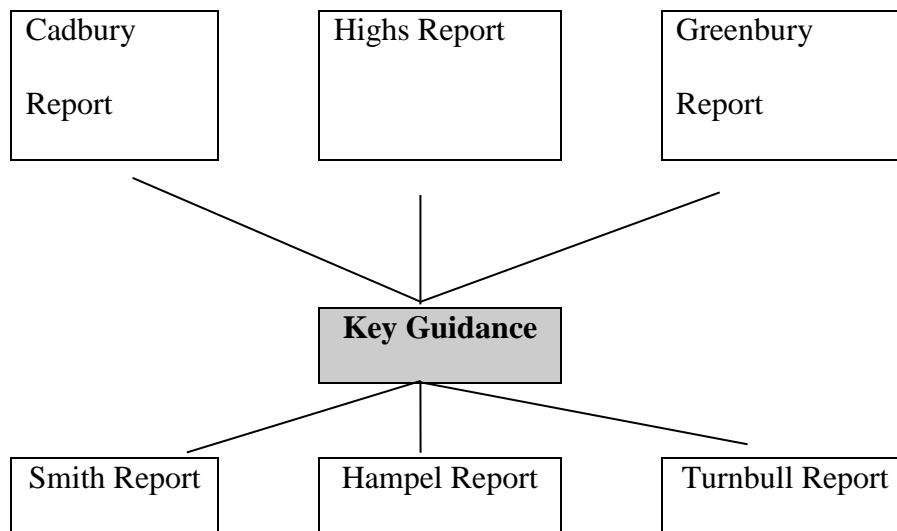 Cadbury
Report
Highs Report
Greenbury
Report
Key Guidance
Smith Report
Hampel Report
Turnbull Report